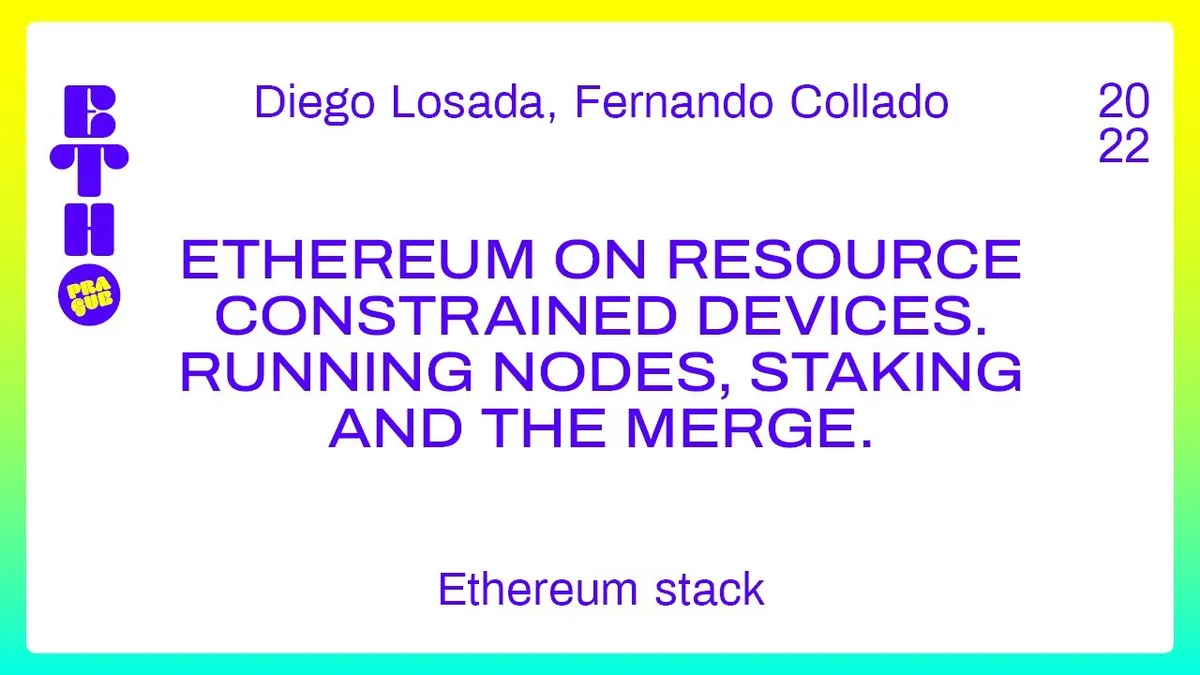 ETH
PRA
GUE
Diego Losada, Fernando Collado
20
22
ETHEREUM ON RESOURCE
CONSTRAINED DEVICES.
RUNNING NODES, STAKING
AND THE MERGE.
Ethereum stack